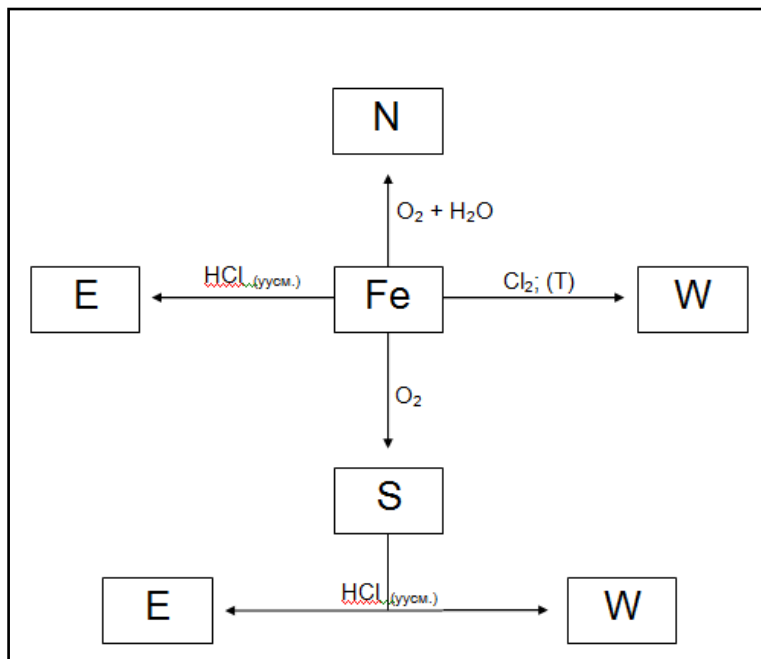 N
O₂ + H₂O
E
HCl (уусм.)
Fe
Cl₂; (T)
W
O₂
S
E
HCl (уусм.)
W